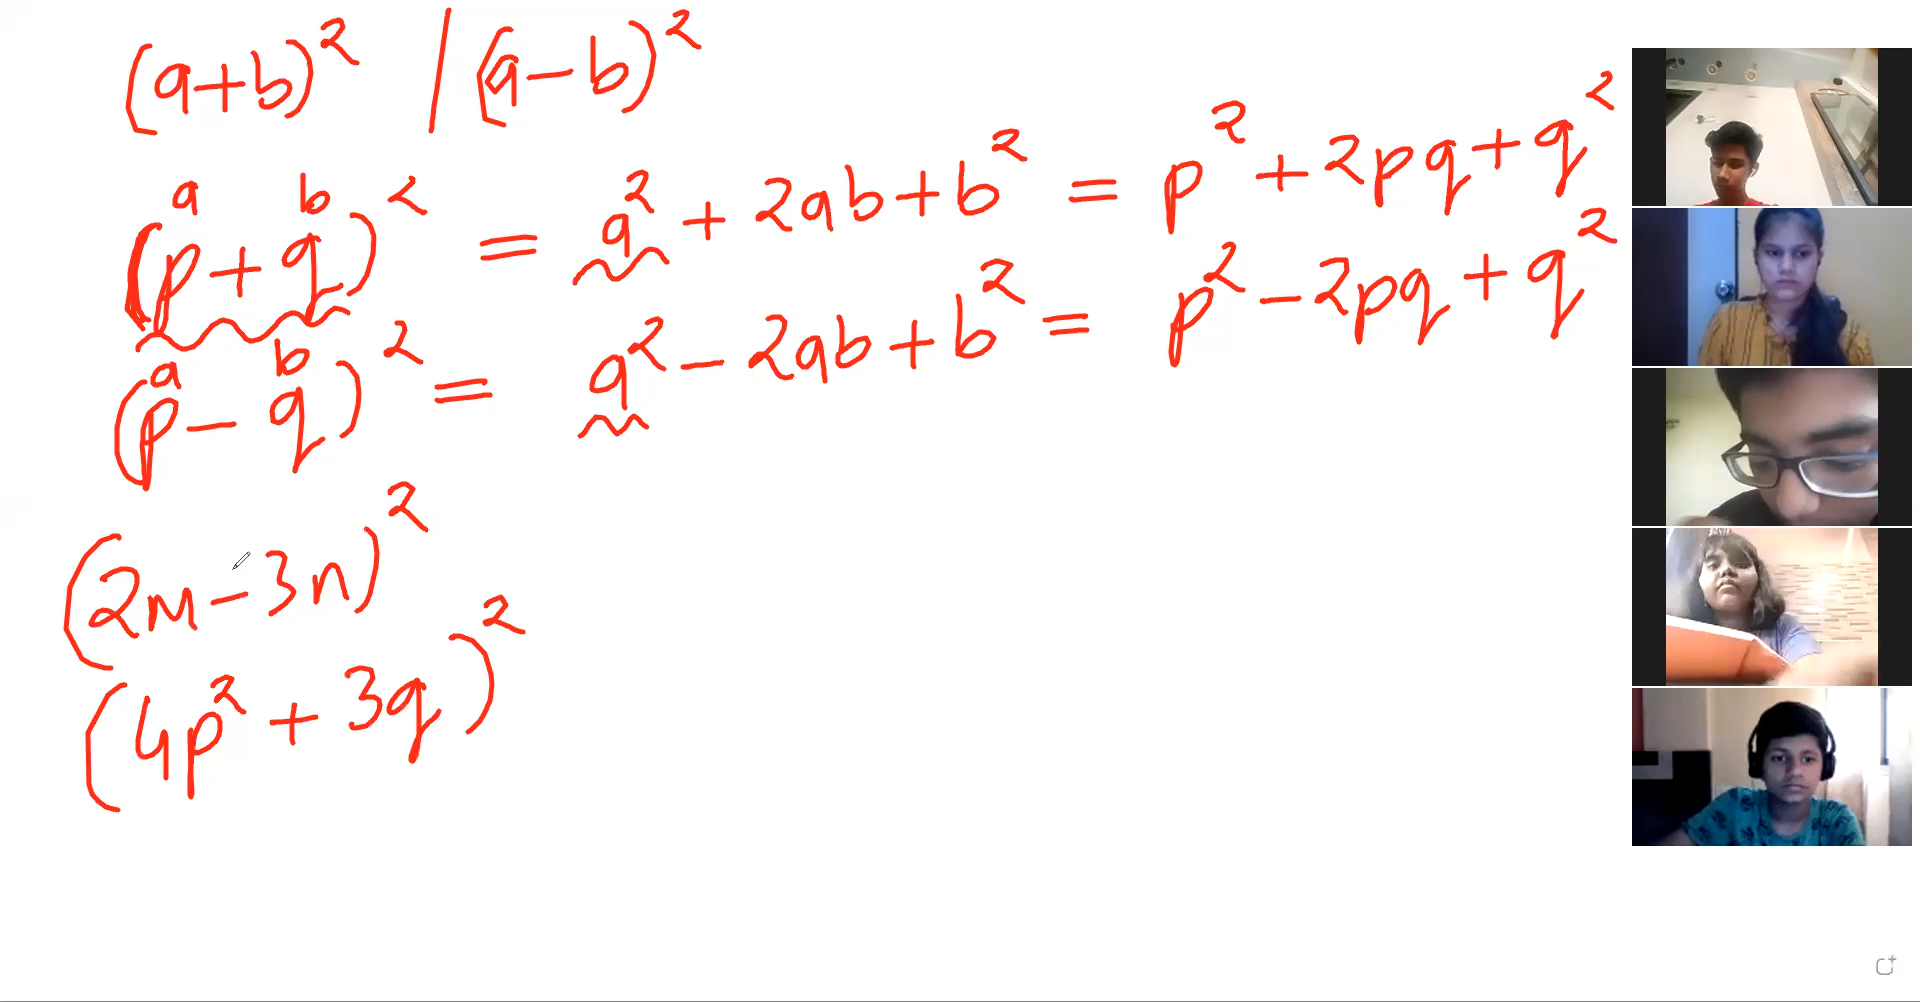 (a+b)² / (a-b)²
a b
(p+q)² = a² + 2ab + b² = p² + 2pq + q²
a b
(p-q)² = a² - 2ab + b² = p² - 2pq + q²
(2m-3n)²
(4p² + 3q)²